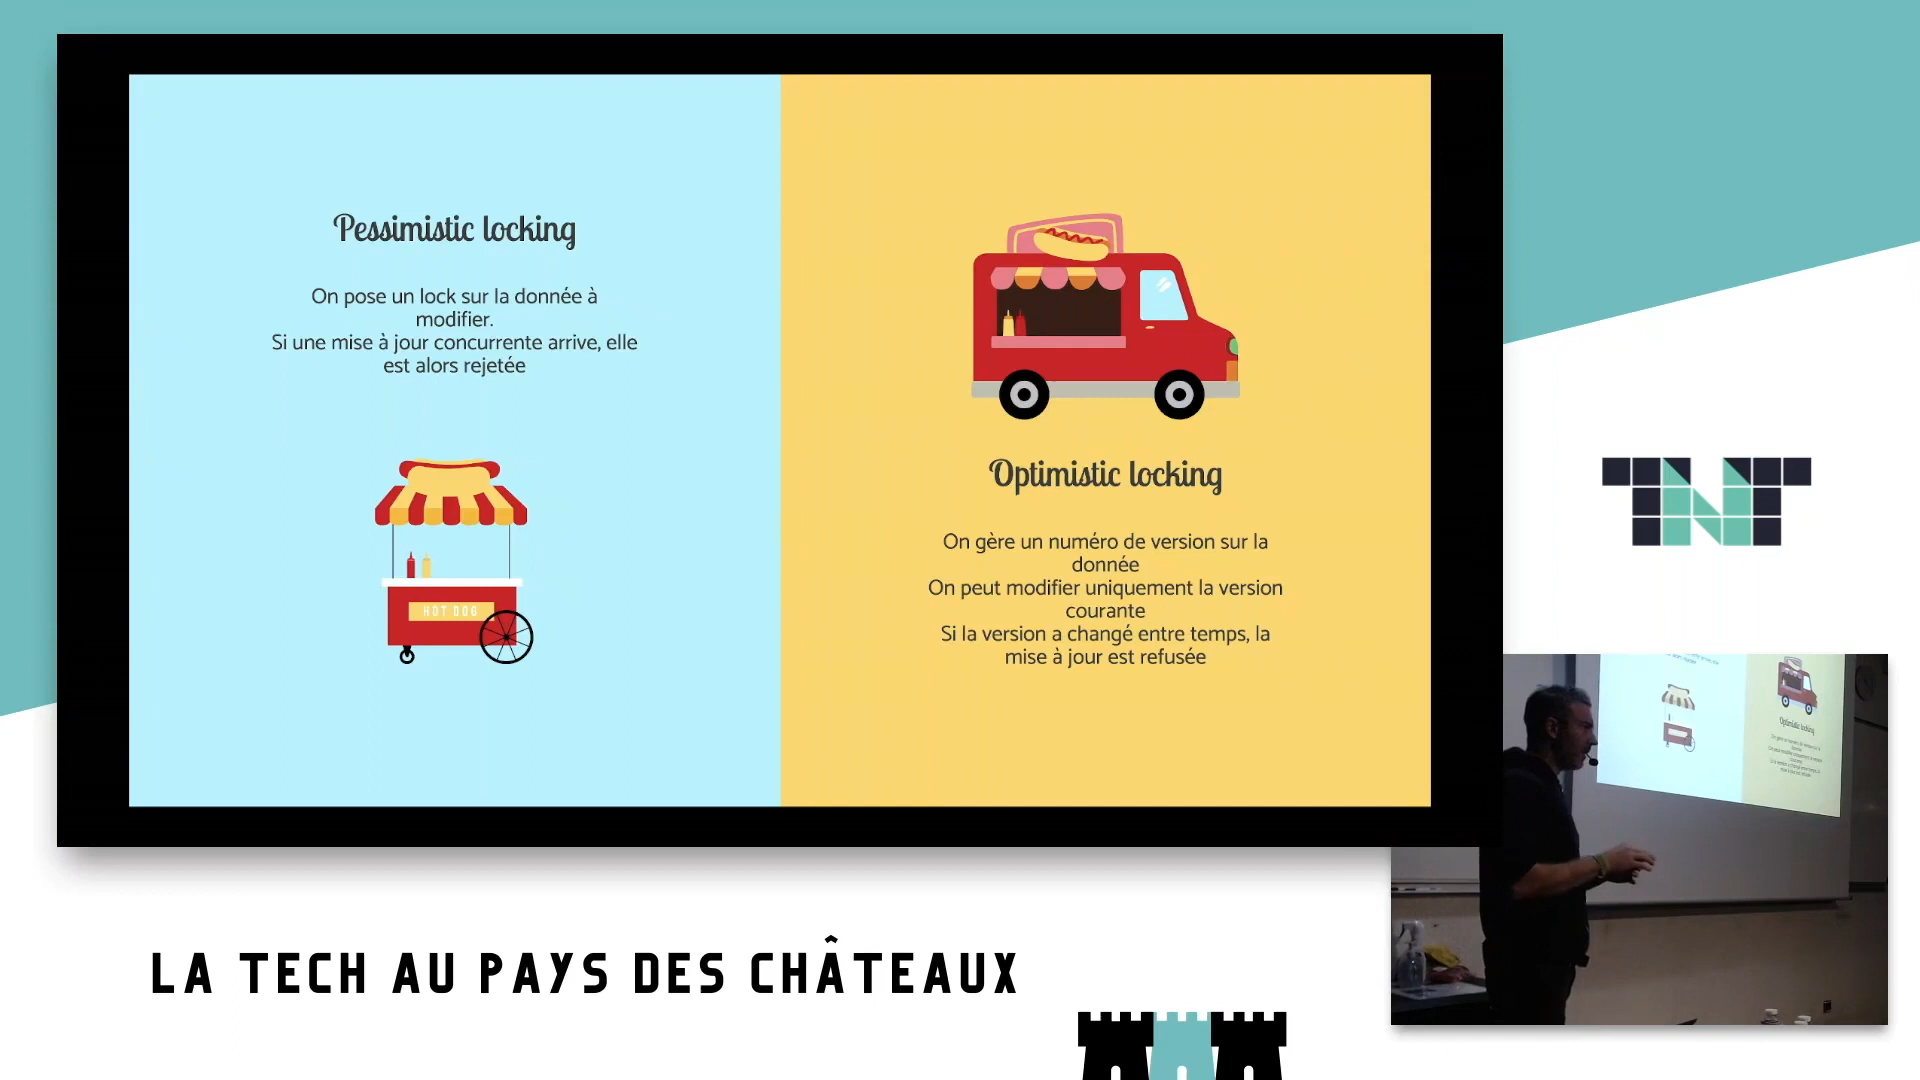 Pessimistic locking
On pose un lock sur la donnée à
modifier.
Si une mise à jour concurrente arrive, elle
est alors rejetée
HOT DOG
Optimistic locking
On gère un numéro de version sur la
donnée
On peut modifier uniquement la version
courante
Si la version a changé entre temps, la
mise à jour est refusée
TNT
Optimistic locking
LA TECH AU PAYS DES CHÂTEAUX